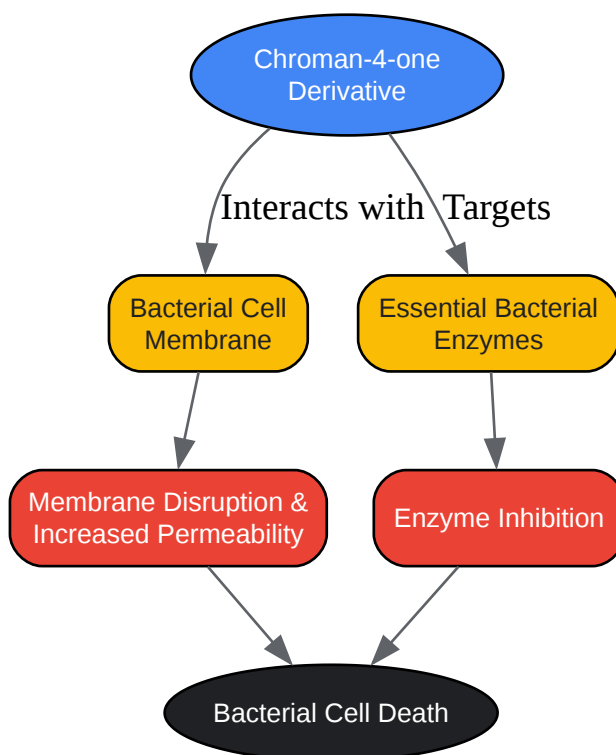 Chroman-4-one
Derivative
Interacts with
Targets
Bacterial Cell
Membrane
Essential Bacterial
Enzymes
Membrane Disruption &
Increased Permeability
Enzyme Inhibition
Bacterial Cell Death